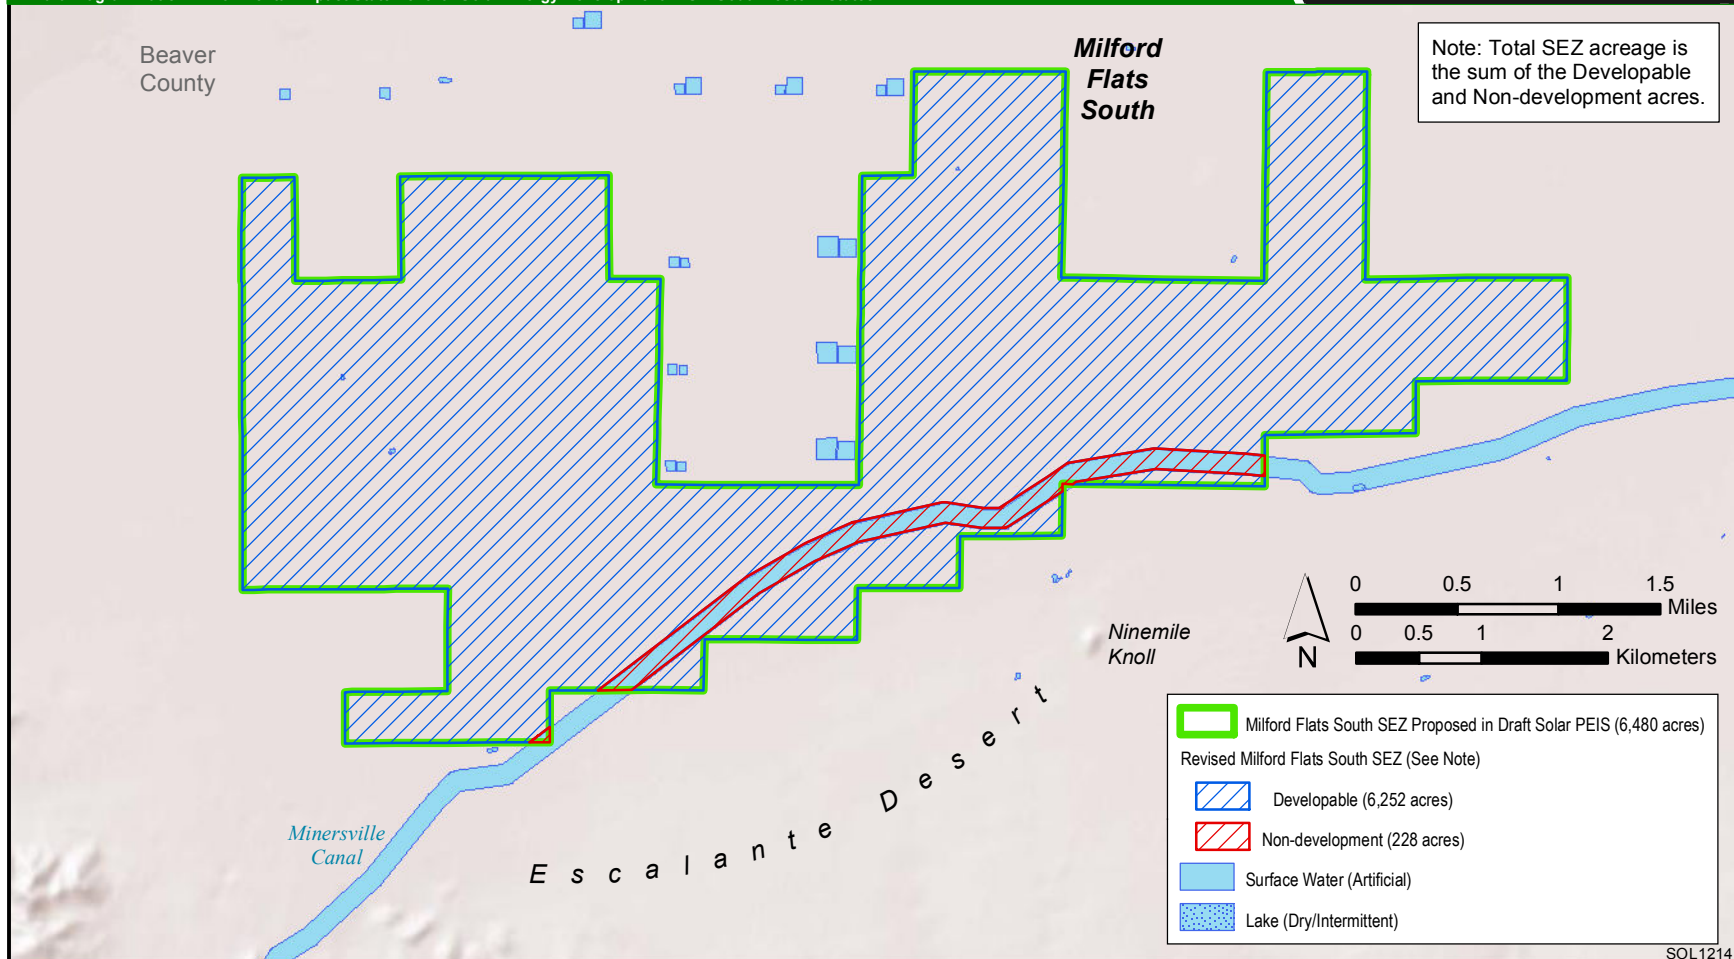 Beaver
County
Milford
Flats
South
Note: Total SEZ acreage is
the sum of the Developable
and Non-development acres.
0 0.5 1 1.5
Miles
0 0.5 1 2
Kilometers
N
Ninemile
Knoll
Escalante Desert
Minersville
Canal
Milford Flats South SEZ Proposed in Draft Solar PEIS (6,480 acres)
Revised Milford Flats South SEZ (See Note)
Developable (6,252 acres)
Non-development (228 acres)
Surface Water (Artificial)
Lake (Dry/Intermittent)
SOL1214